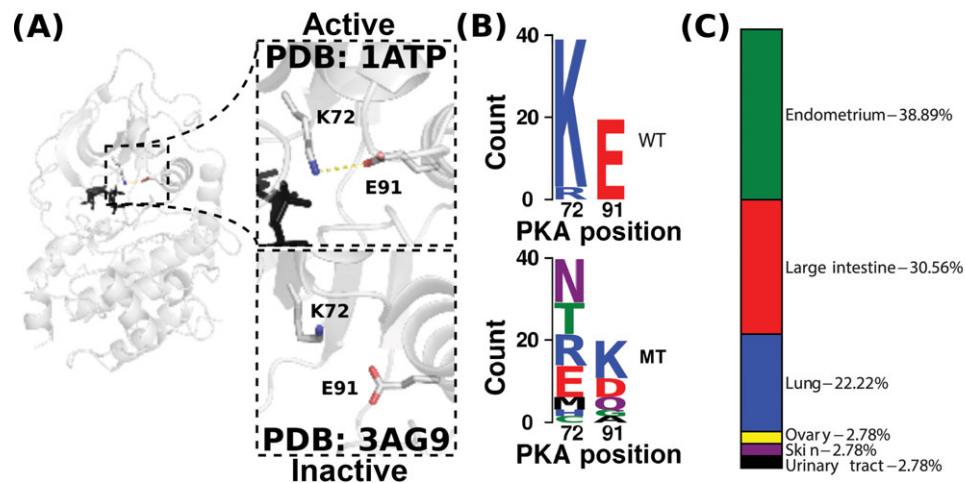 (A)
Active
PDB: 1ATP
K72
E91
K72
E91
PDB: 3AG9
Inactive
(B)
40
20
0
Count
K
R
E
WT
72 91
PKA position
40
20
0
Count
N
T
R
E
M
H
C
K
D
Q
G
A
MT
72 91
PKA position
(C)
Endometrium–38.89%
Large intestine–30.56%
Lung–22.22%
Ovary–2.78%
Skin–2.78%
Urinary tract–2.78%